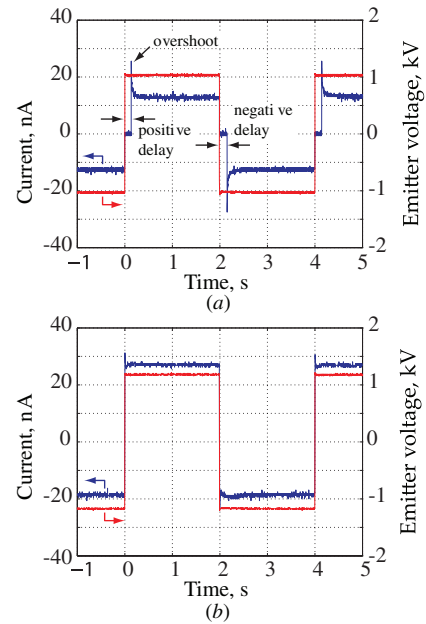 40
2
overshoot
20
1
negati ve
delay
0
0
positi ve
delay
Current, nA
Emitter voltage, kV
-20
-1
-40
-2
−1
0
1
2
3
4
5
Time, s
(a)
40
2
20
1
0
0
Current, nA
Emitter voltage, kV
-20
-1
-40
-2
−1
0
1
2
3
4
5
Time, s
(b)